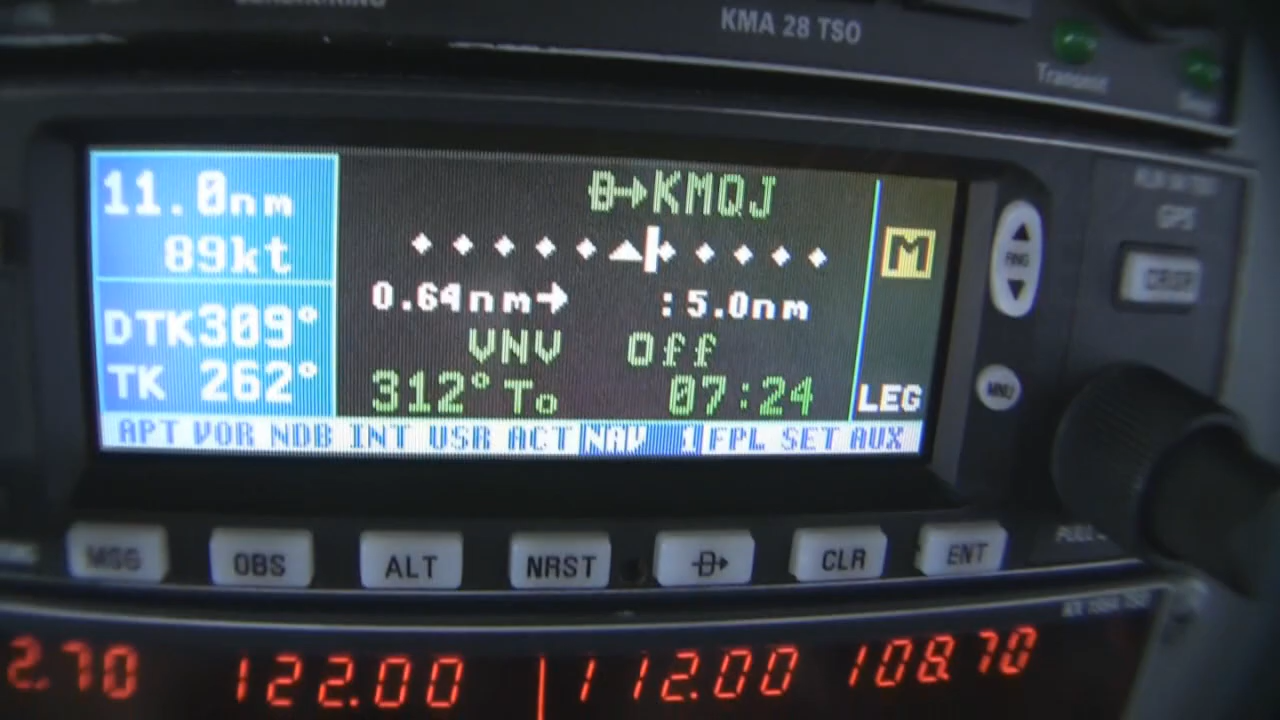 KMA 28 TSO
Transmit
11.0nm
89kt
DTK309°
TK 262°
KMQJ
0.64nm→ :5.0nm
VNV Off
312°To 07:24
M
LEG
APT VOR NDB INT USR ACT NAV 1 FPL SET AUX
RNG
MNU
GPS
CRSR
MSG OBS ALT NRST CLR ENT
PULL
2.70 122.00 112.00 108.70